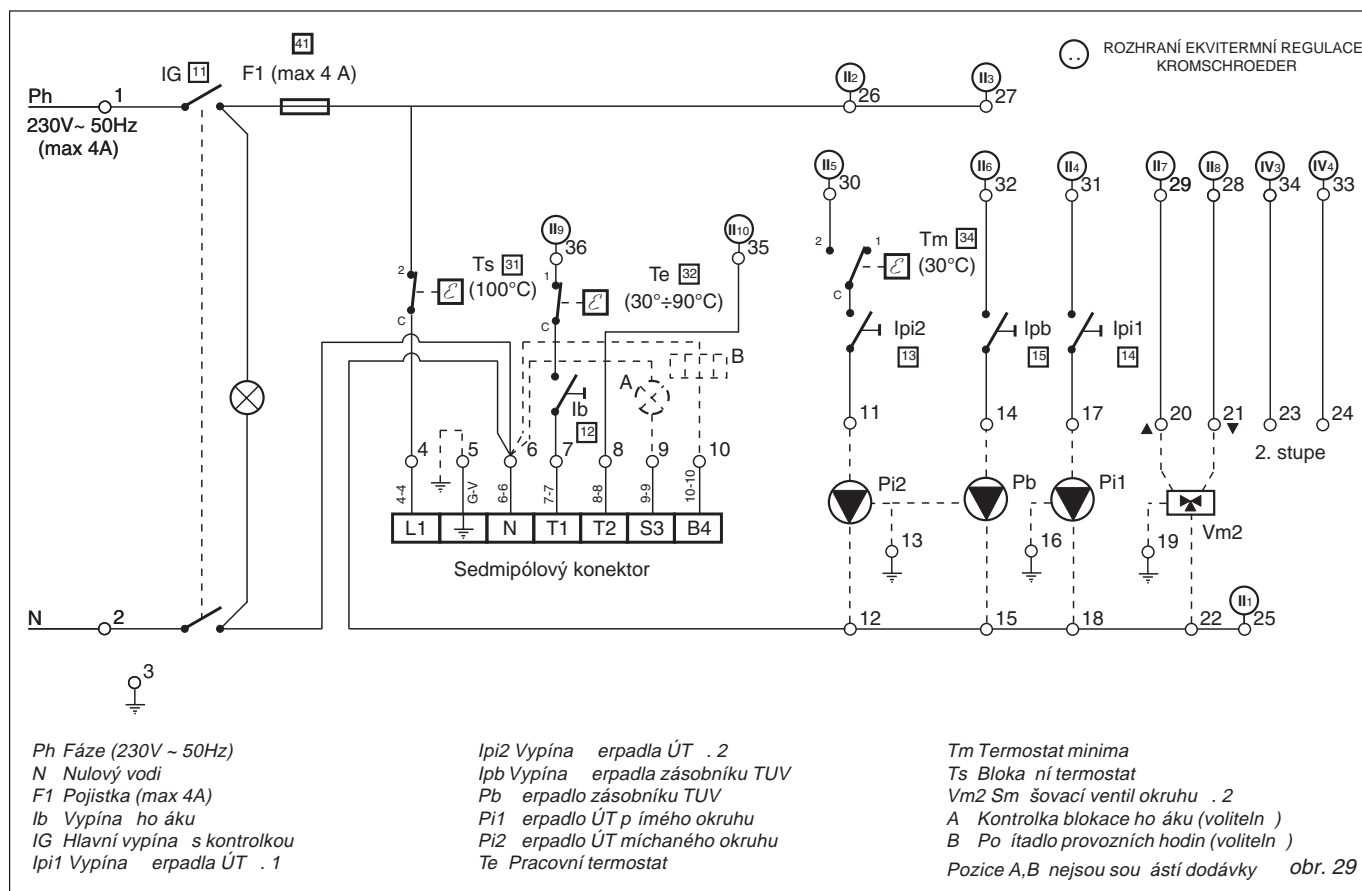 ROZHRANÍ EKVITERMNÍ REGULACE
KROMSCHROEDER
41
IG 11 F1 (max 4 A)
II2 II3
Ph 1 26 27
230V~ 50Hz
(max 4A)
II5 II6 II4 II7 II8 IV3 IV4
30 32 31 29 28 34 33
II9 II10
36 35
2 1 Tm 34
(30°C)
C
2 Ts 31 1 Te 32
(100°C) (30°÷90°C)
C C
Ipi2 Ipb Ipi1
13 15 14
A B
Ib
12
11 14 17 20 21 23 24
▲ ▼
2. stupe
4 5 6 7 8 9 10
4-4 G-V 6-6 7-7 8-8 9-9 10-10
L1 N T1 T2 S3 B4
Sedmipólový konektor
Pi2 Pb Pi1 Vm2
13 16 19
II1
N 2 12 15 18 22 25
3
Ph Fáze (230V ~ 50Hz)
N Nulový vodi
F1 Pojistka (max 4A)
Ib Vypína ho áku
IG Hlavní vypína s kontrolkou
Ipi1 Vypína erpadla ÚT . 1
Ipi2 Vypína erpadla ÚT . 2
Ipb Vypína erpadla zásobníku TUV
Pb erpadlo zásobníku TUV
Pi1 erpadlo ÚT p ímého okruhu
Pi2 erpadlo ÚT míchaného okruhu
Te Pracovní termostat
Tm Termostat minima
Ts Bloka ní termostat
Vm2 Sm šovací ventil okruhu . 2
A Kontrolka blokace ho áku (voliteln )
B Po ítadlo provozních hodin (voliteln )
Pozice A,B nejsou sou ástí dodávky
obr. 29